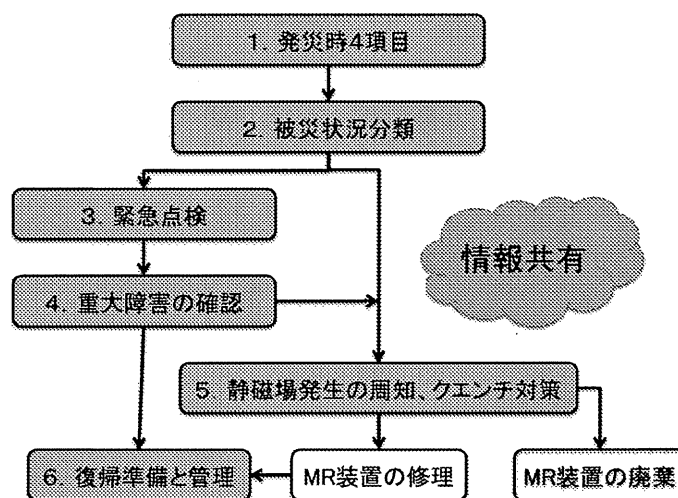 1. 発災時4項目
2. 被災状況分類
3. 緊急点検
情報共有
4. 重大障害の確認
5. 静磁場発生の周知、クエンチ対策
6. 復帰準備と管理
MR装置の修理
MR装置の廃棄